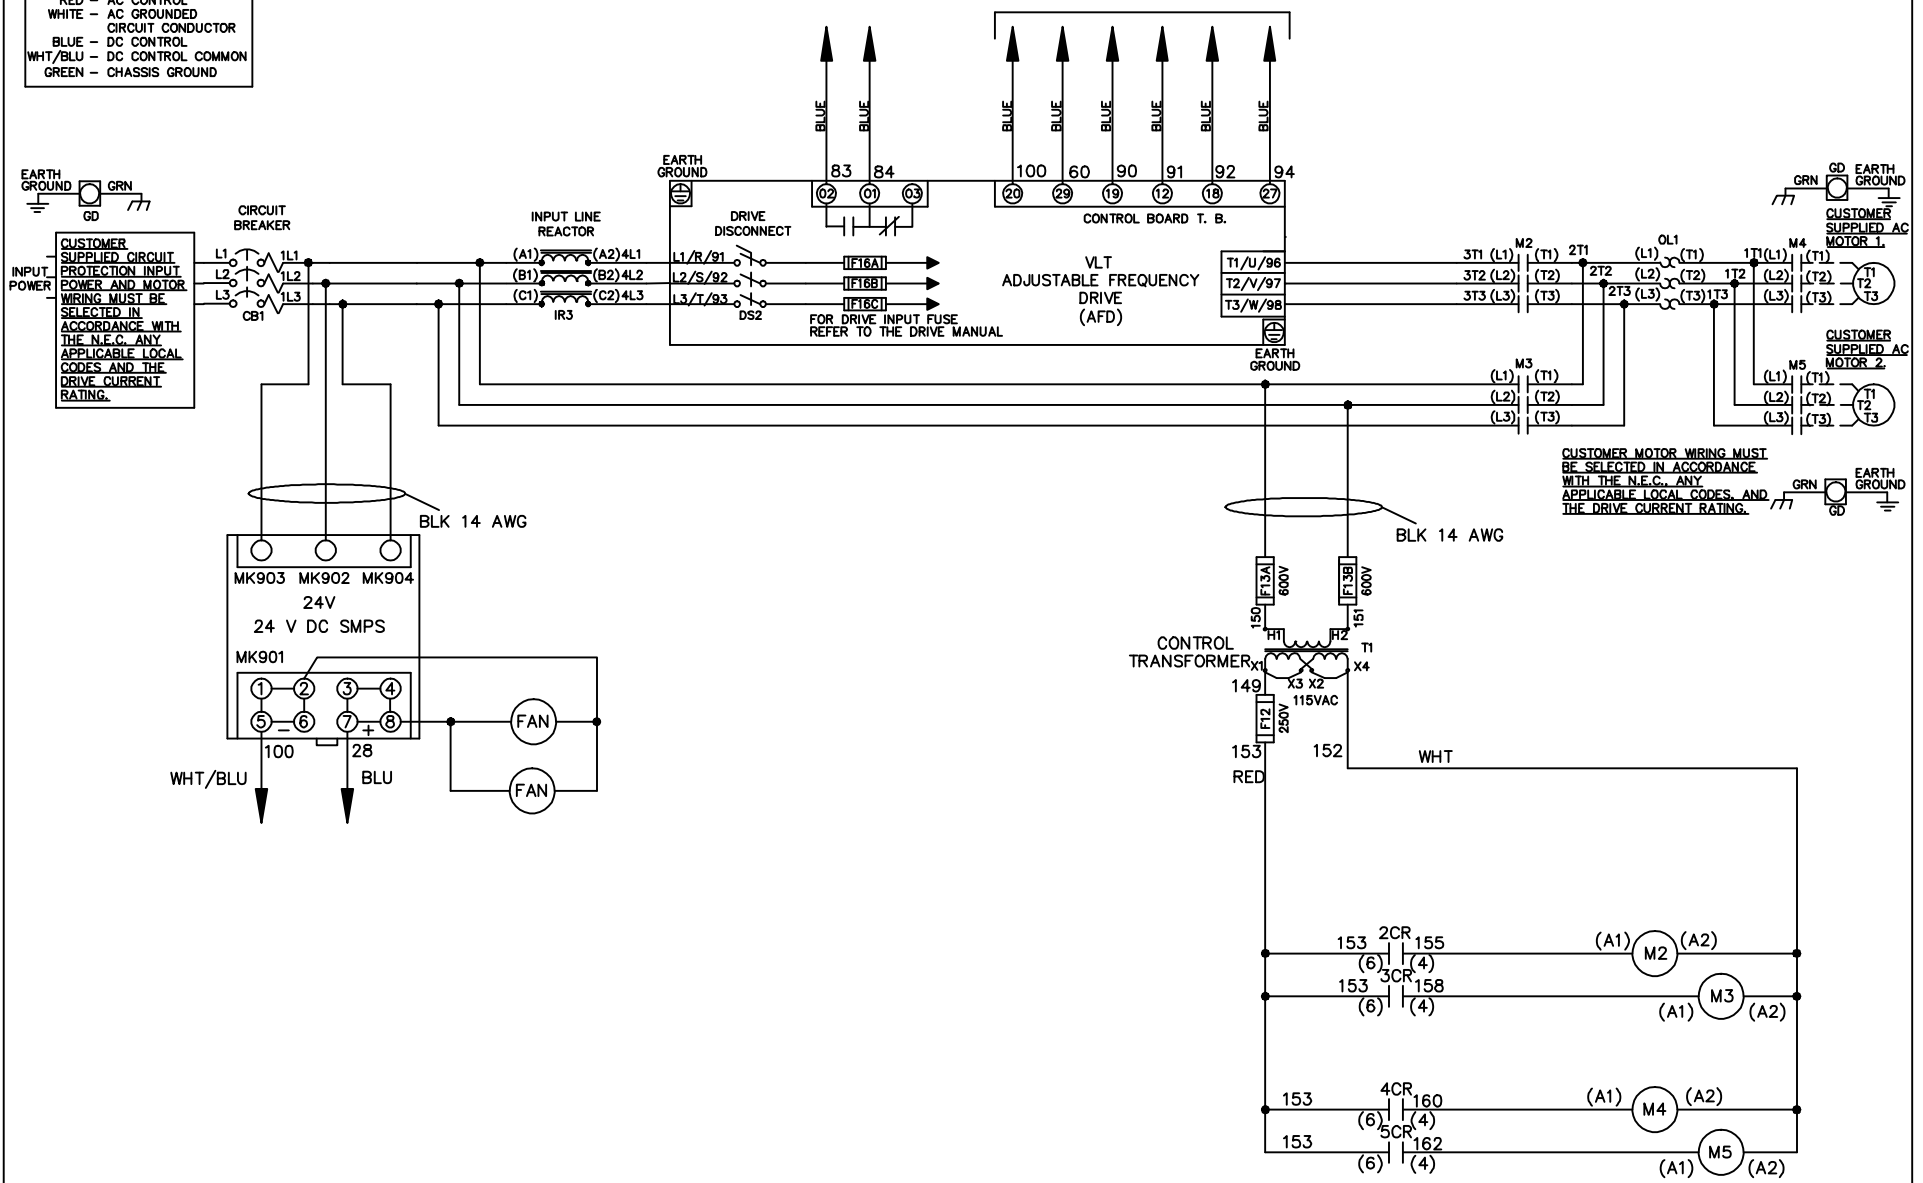 RED – AC CONTROL
WHITE – AC GROUNDED
CIRCUIT CONDUCTOR
BLUE – DC CONTROL
WHT/BLU – DC CONTROL COMMON
GREEN – CHASSIS GROUND
BLUE
BLUE
BLUE
BLUE
BLUE
BLUE
BLUE
BLUE
EARTH
GROUND
GRN
GD
CIRCUIT
BREAKER
INPUT LINE
REACTOR
EARTH
GROUND
DRIVE
DISCONNECT
83 84
02 01 03
100 60 90 91 92 94
20 29 19 12 18 27
CONTROL BOARD T. B.
GRN
GD
EARTH
GROUND
CUSTOMER
SUPPLIED AC
MOTOR 1.
INPUT
POWER
CUSTOMER
SUPPLIED CIRCUIT
PROTECTION INPUT
POWER AND MOTOR
WIRING MUST BE
SELECTED IN
ACCORDANCE WITH
THE N.E.C. ANY
APPLICABLE LOCAL
CODES AND THE
DRIVE CURRENT
RATING.
L1 1L1
L2 1L2
L3 1L3
CB1
(A1) (A2) 4L1
(B1) (B2) 4L2
(C1) (C2) 4L3
IR3
L1/R/91
L2/S/92
L3/T/93
DS2
F16A
F16B
F16C
FOR DRIVE INPUT FUSE
REFER TO THE DRIVE MANUAL
VLT
ADJUSTABLE FREQUENCY
DRIVE
(AFD)
T1/U/96
T2/V/97
T3/W/98
EARTH
GROUND
M2
3T1 (L1) (T1) 2T1
3T2 (L2) (T2) 2T2
3T3 (L3) (T3) 2T3
OL1
(L1) (T1) 1T1
(L2) (T2) 1T2
(L3) (T3) 1T3
M4
(L1) (T1)
(L2) (T2)
(L3) (T3)
T1
T2
T3
M3
(L1) (T1)
(L2) (T2)
(L3) (T3)
CUSTOMER
SUPPLIED AC
MOTOR 2.
M5
(L1) (T1)
(L2) (T2)
(L3) (T3)
T1
T2
T3
CUSTOMER MOTOR WIRING MUST
BE SELECTED IN ACCORDANCE
WITH THE N.E.C., ANY
APPLICABLE LOCAL CODES, AND
THE DRIVE CURRENT RATING.
GRN
GD
EARTH
GROUND
BLK 14 AWG
MK903 MK902 MK904
24V
24 V DC SMPS
MK901
1 2 3 4
5 6 7 8
– +
100 28
WHT/BLU BLU
FAN
FAN
BLK 14 AWG
F13A
600V
F13B
600V
150
151
H1 H2
T1
CONTROL
TRANSFORMER
X1 X4
X3 X2
149
115VAC
F12
250V
153 152
RED
WHT
2CR
153 155
(6) (4)
(A1) M2 (A2)
3CR
153 158
(6) (4)
(A1) M3 (A2)
4CR
153 160
(6) (4)
(A1) M4 (A2)
5CR
153 162
(6) (4)
(A1) M5 (A2)